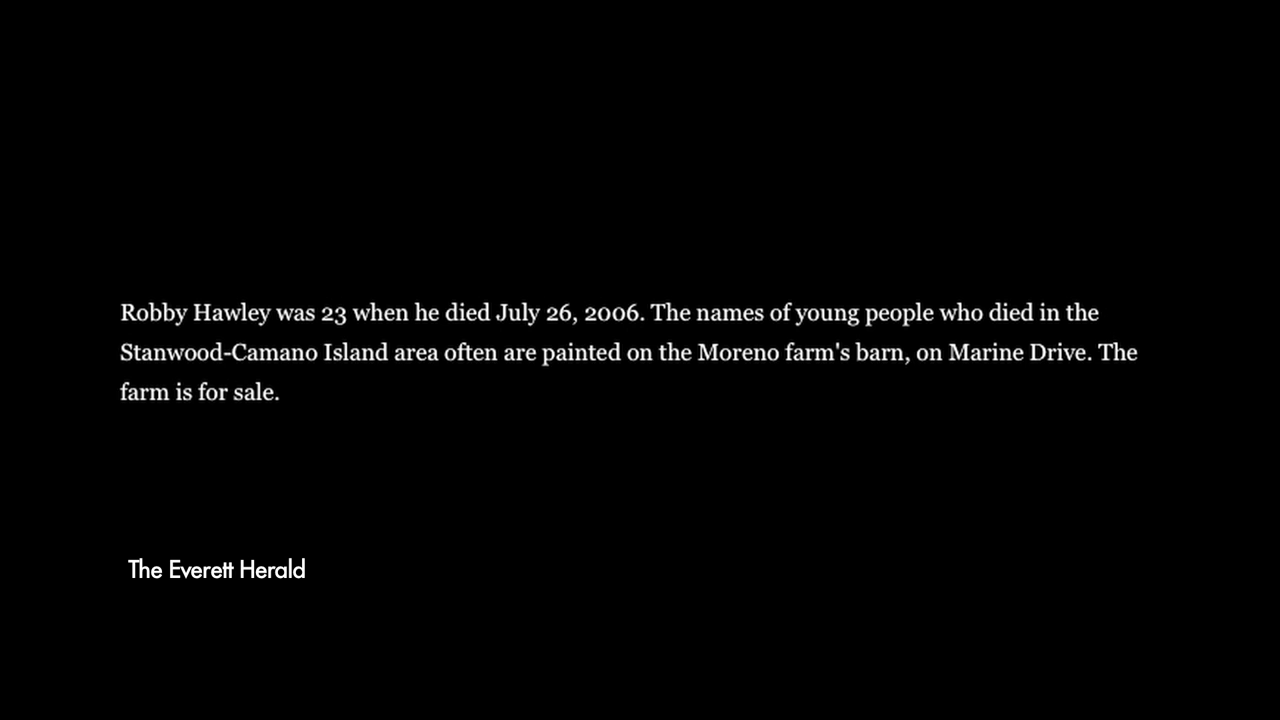 Robby Hawley was 23 when he died July 26, 2006. The names of young people who died in the
Stanwood-Camano Island area often are painted on the Moreno farm's barn, on Marine Drive. The
farm is for sale.
The Everett Herald